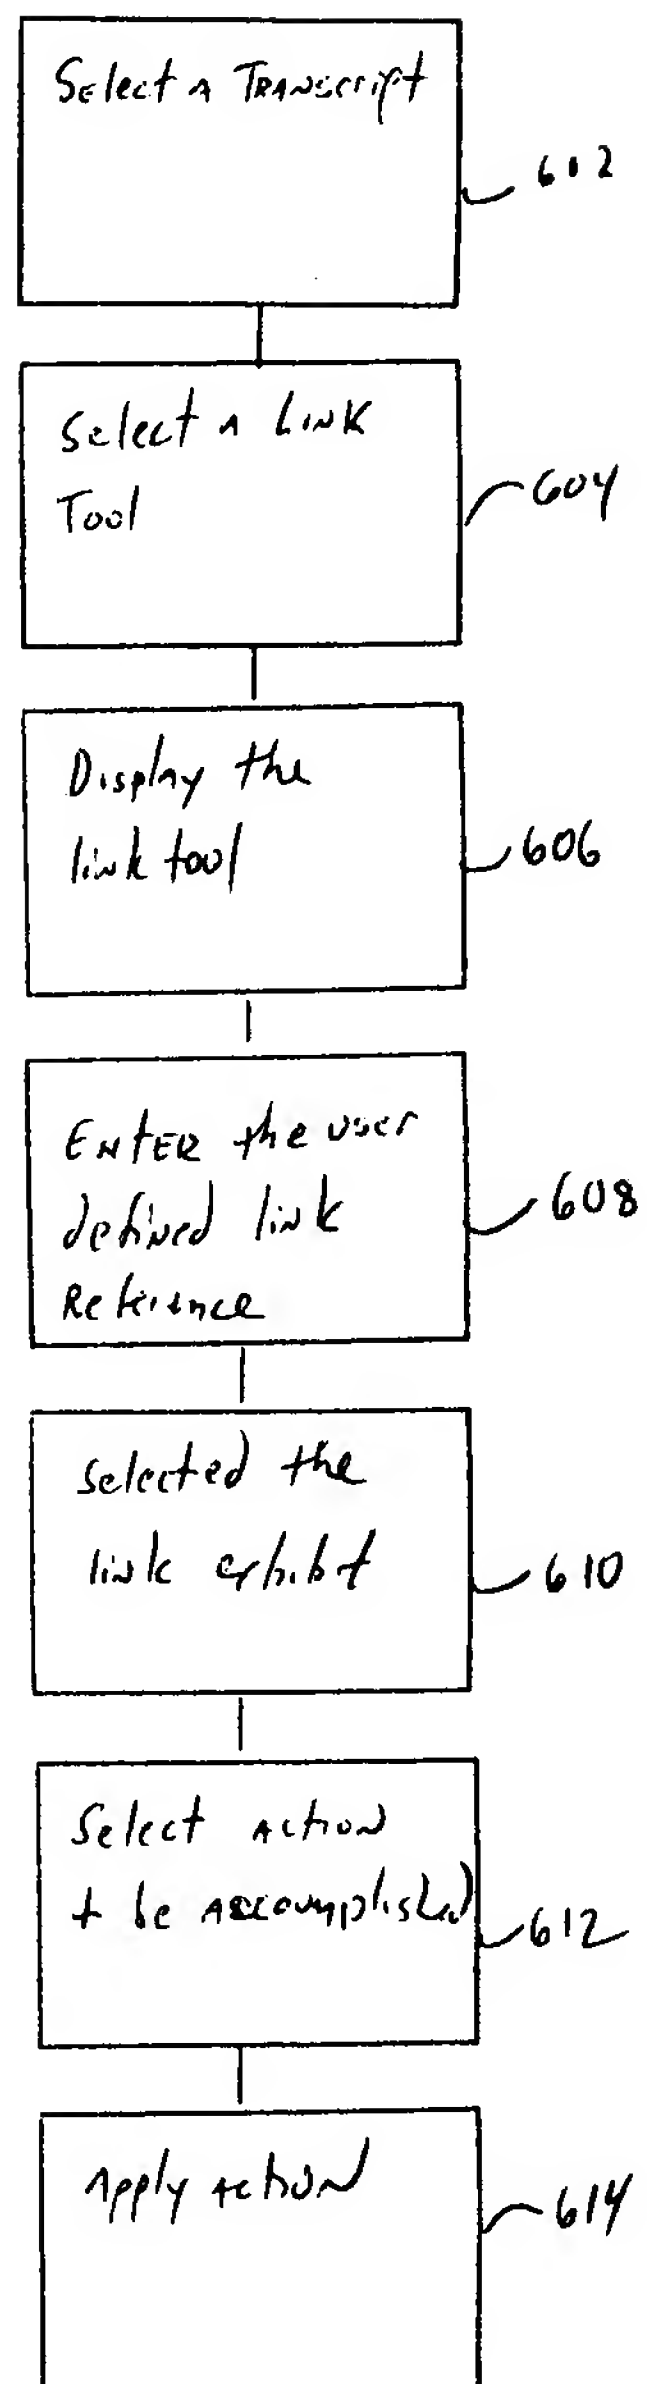 Select A Transcript
612
Select A Link
Tool
604
Display the
link tool
606
Enter the user
defined link
Reference
608
selected the
link exhibit
610
Select action
t be accomplished
612
Apply action
614